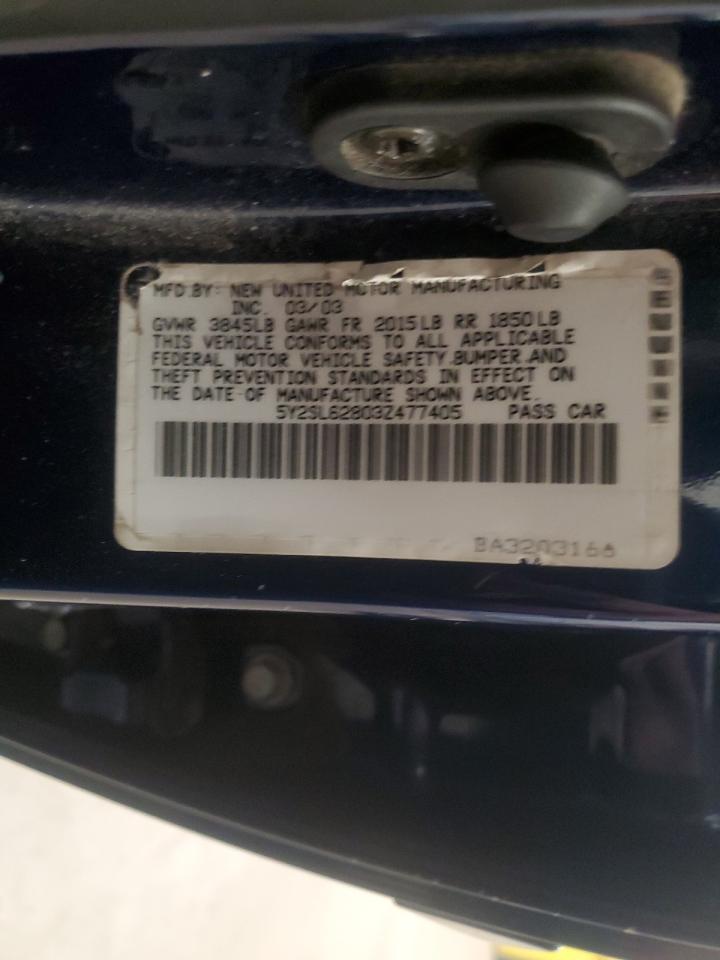 MFD.BY: NEW UNITED MOTOR MANUFACTURING
INC. 03/03
GVWR 3845LB GAWR FR 2015LB RR 1850LB
THIS VEHICLE CONFORMS TO ALL APPLICABLE
FEDERAL MOTOR VEHICLE SAFETY,BUMPER,AND
THEFT PREVENTION STANDARDS IN EFFECT ON
THE DATE OF MANUFACTURE SHOWN ABOVE.
5Y2SL62803Z477405 PASS CAR